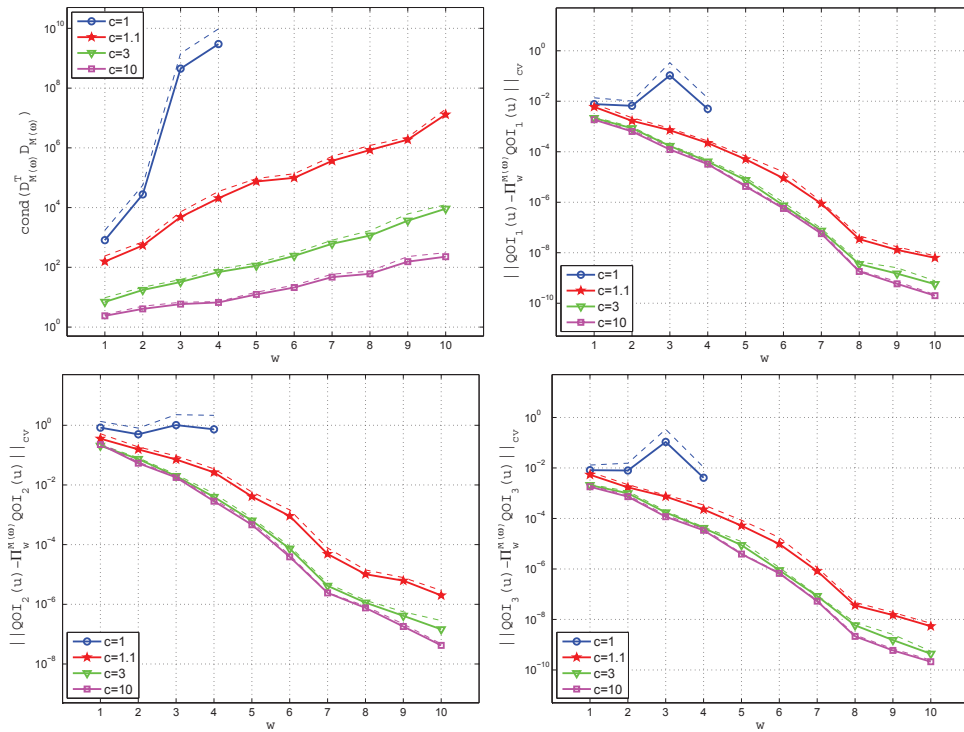 cond(D^T_{M(ω)} D_{M(ω)})
10^10
10^8
10^6
10^4
10^2
10^0
c=1
c=1.1
c=3
c=10
1 2 3 4 5 6 7 8 9 10
w
||QOI_1(u)−Π_w^{M(ω)}QOI_1(u)||_{cv}
10^0
10^−2
10^−4
10^−6
10^−8
10^−10
c=1
c=1.1
c=3
c=10
1 2 3 4 5 6 7 8 9 10
w
||QOI_2(u)−Π_w^{M(ω)}QOI_2(u)||_{cv}
10^0
10^−2
10^−4
10^−6
10^−8
c=1
c=1.1
c=3
c=10
1 2 3 4 5 6 7 8 9 10
w
||QOI_3(u)−Π_w^{M(ω)}QOI_3(u)||_{cv}
10^0
10^−2
10^−4
10^−6
10^−8
10^−10
c=1
c=1.1
c=3
c=10
1 2 3 4 5 6 7 8 9 10
w